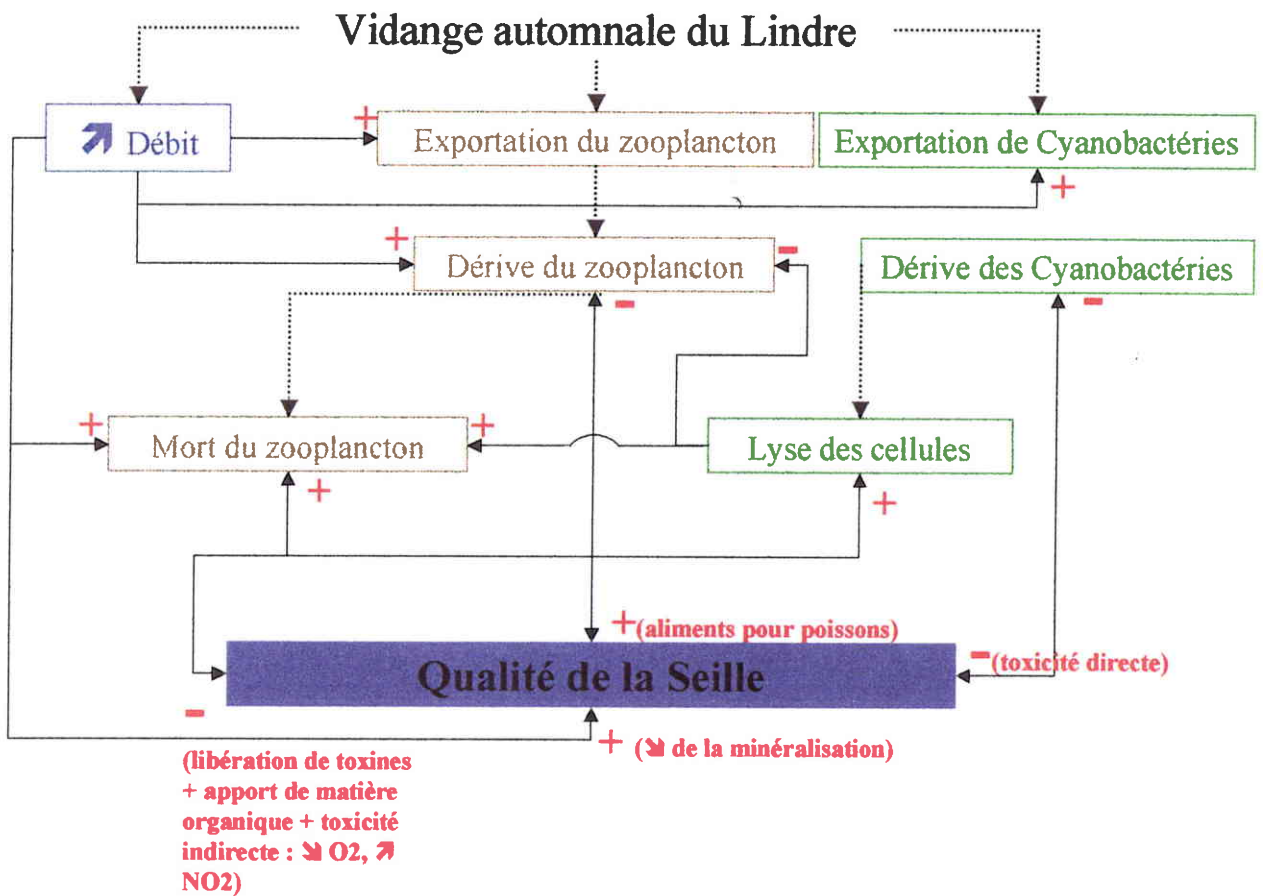 Vidange automnale du Lindre
↗ Débit
+
Exportation du zooplancton
Exportation de Cyanobactéries
+
+
Dérive du zooplancton
-
-
Dérive des Cyanobactéries
-
+
Mort du zooplancton
+
+
Lyse des cellules
+
+(aliments pour poissons)
Qualité de la Seille
-(toxicité directe)
-
+ (↘ de la minéralisation)
(libération de toxines
+ apport de matière
organique + toxicité
indirecte : ↘ O2, ↗
NO2)